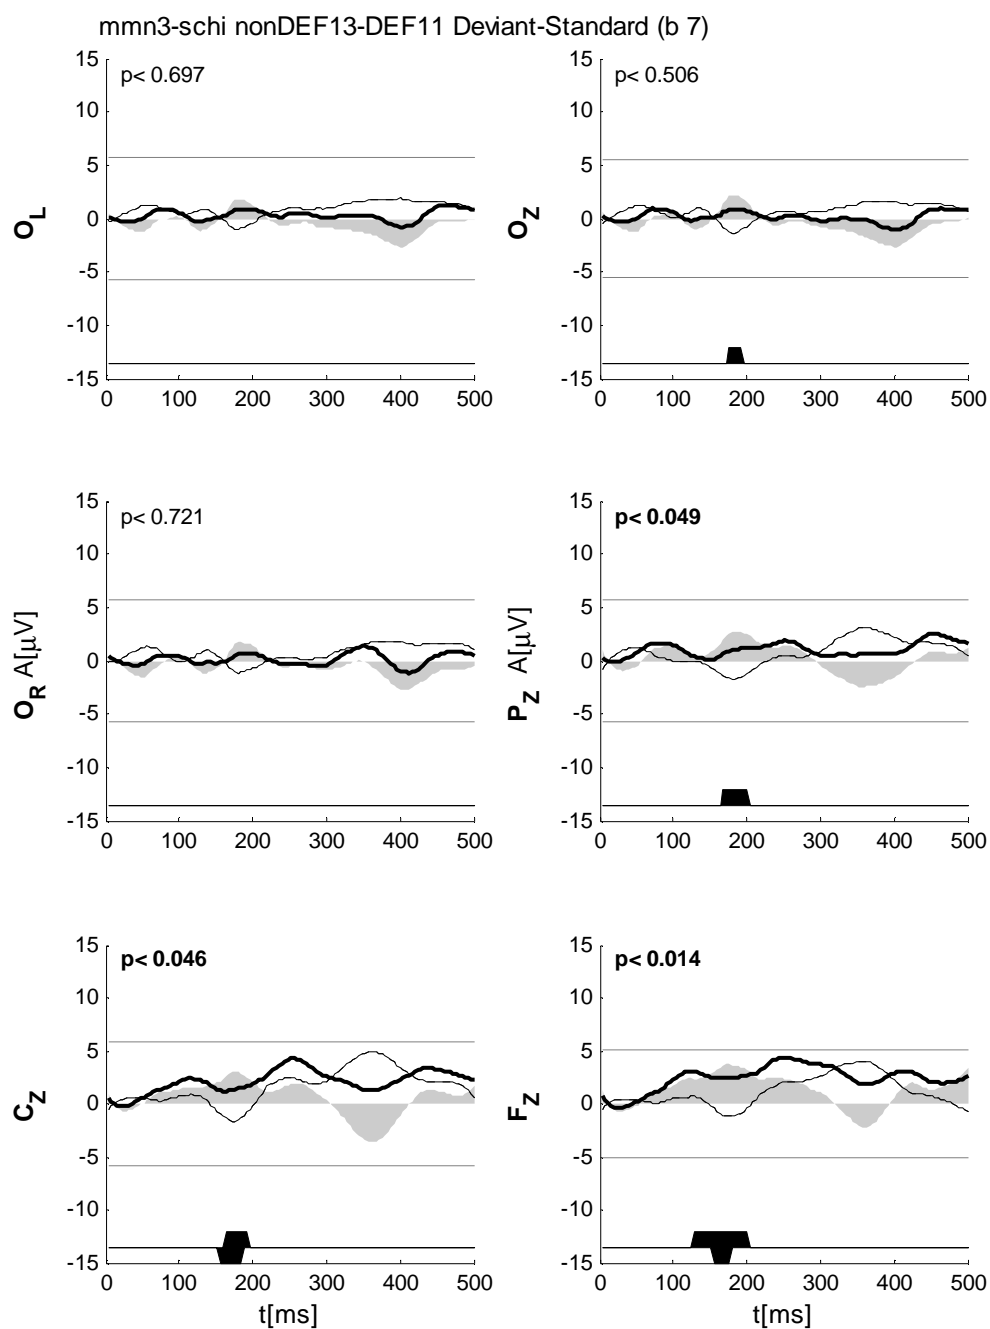 mmn3-schi nonDEF13-DEF11 Deviant-Standard (b 7)
15
10
5
0
-5
-10
-15
p< 0.697
O_L
0 100 200 300 400 500
15
10
5
0
-5
-10
-15
p< 0.506
O_Z
0 100 200 300 400 500
15
10
5
0
-5
-10
-15
p< 0.721
O_R A[μV]
0 100 200 300 400 500
15
10
5
0
-5
-10
-15
p< 0.049
P_Z A[μV]
0 100 200 300 400 500
15
10
5
0
-5
-10
-15
p< 0.046
C_Z
0 100 200 300 400 500
t[ms]
15
10
5
0
-5
-10
-15
p< 0.014
F_Z
0 100 200 300 400 500
t[ms]